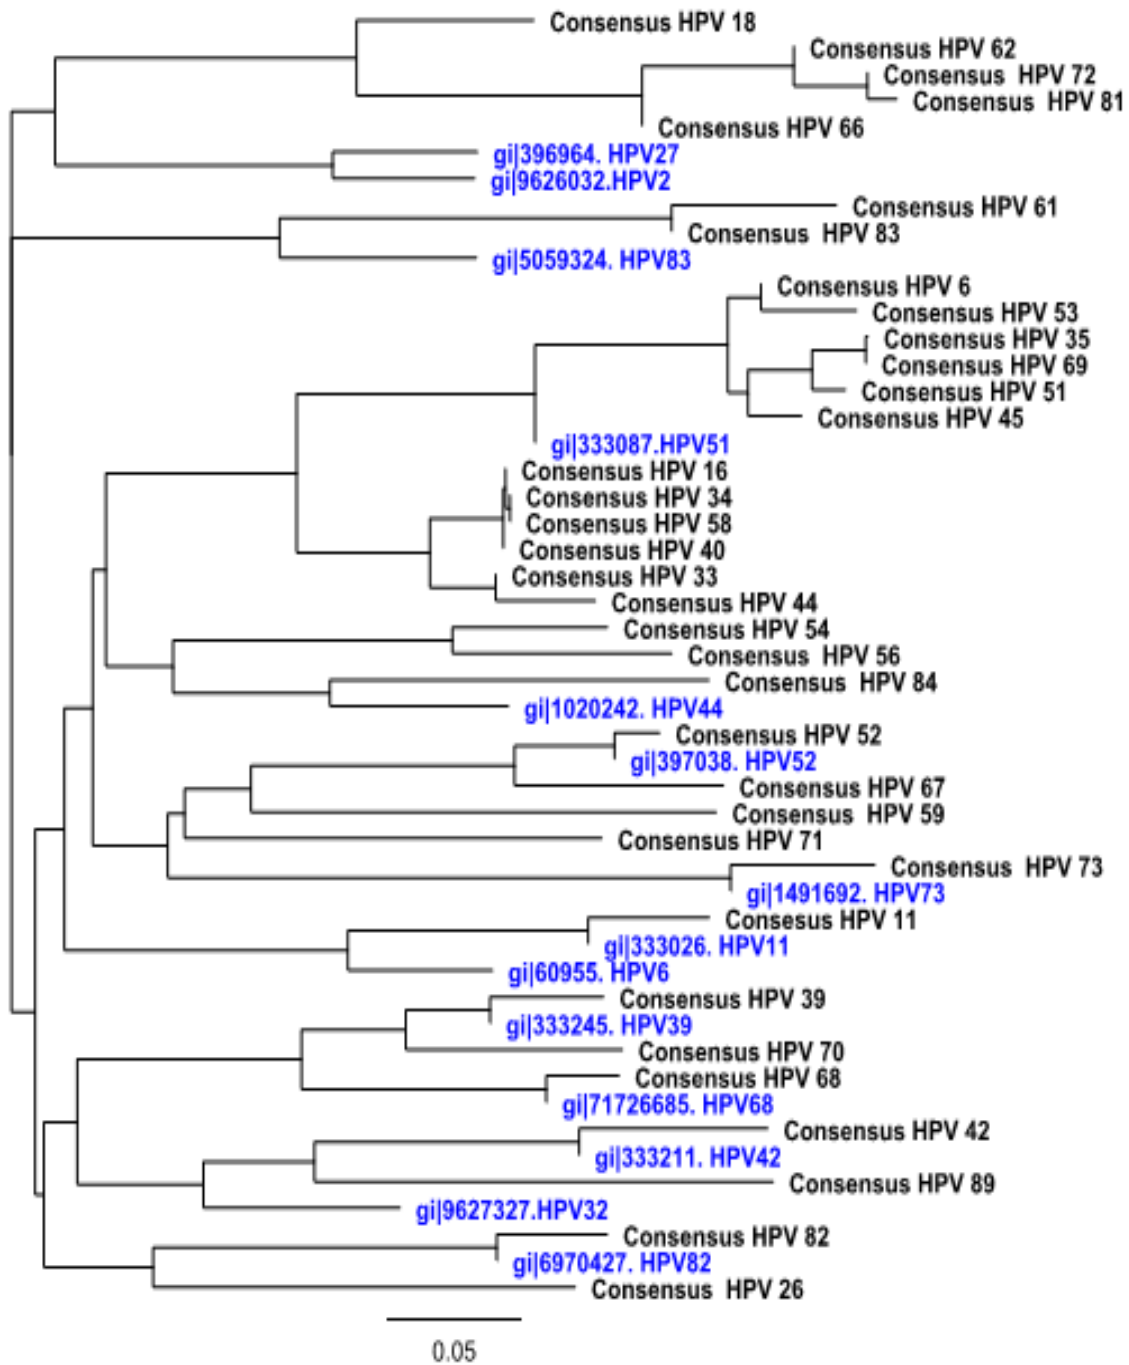 Consensus HPV 18
Consensus HPV 62
Consensus  HPV 72
Consensus  HPV 81
Consensus HPV 66
gi|396964. HPV27
gi|9626032.HPV2
Consensus HPV 61
Consensus  HPV 83
gi|5059324. HPV83
Consensus HPV 6
Consensus HPV 53
Consensus HPV 35
Consensus HPV 69
Consensus HPV 51
Consensus HPV 45
gi|333087.HPV51
Consensus HPV 16
Consensus HPV 34
Consensus HPV 58
Consensus HPV 40
Consensus HPV 33
Consensus HPV 44
Consensus HPV 54
Consensus  HPV 56
Consensus  HPV 84
gi|1020242. HPV44
Consensus HPV 52
gi|397038. HPV52
Consensus HPV 67
Consensus  HPV 59
Consensus HPV 71
Consensus  HPV 73
gi|1491692. HPV73
Consesus HPV 11
gi|333026. HPV11
gi|60955. HPV6
Consensus HPV 39
gi|333245. HPV39
Consensus HPV 70
Consensus HPV 68
gi|71726685. HPV68
Consensus HPV 42
gi|333211. HPV42
Consensus HPV 89
gi|9627327.HPV32
Consensus HPV 82
gi|6970427. HPV82
Consensus  HPV 26
0.05